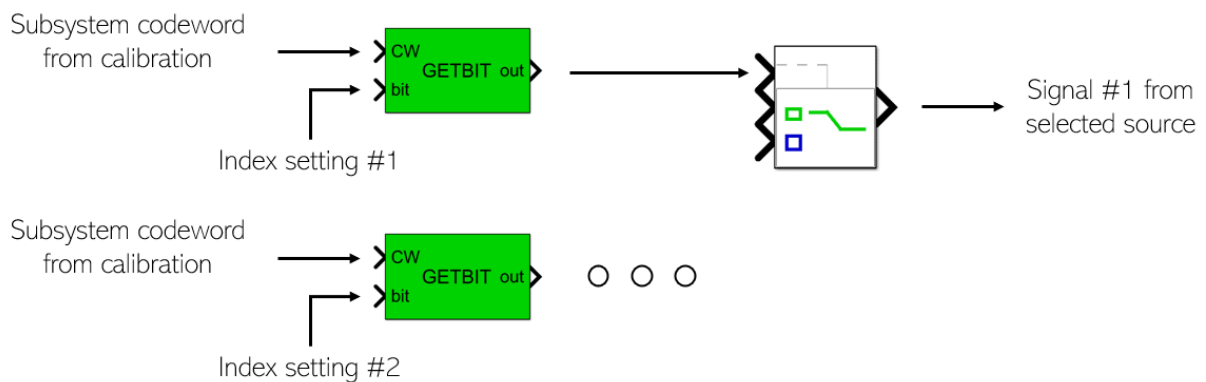 Subsystem codeword
from calibration
CW
GETBIT out
bit
Index setting #1
Signal #1 from
selected source
Subsystem codeword
from calibration
CW
GETBIT out
bit
Index setting #2